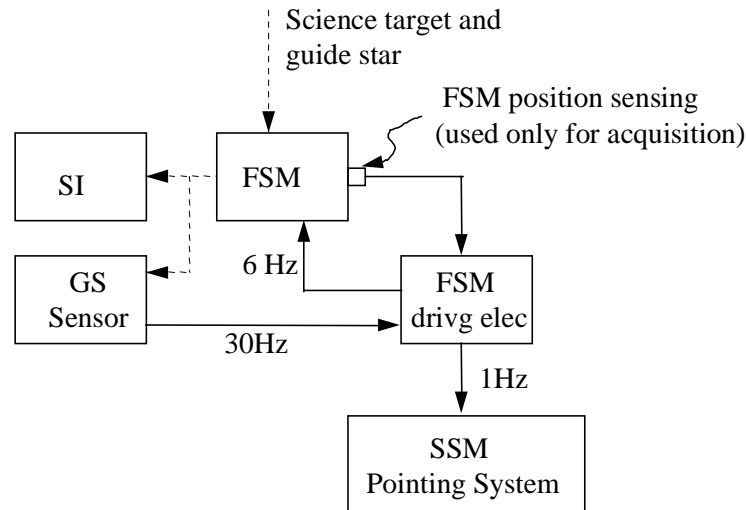 Science target and
guide star
FSM position sensing
(used only for acquisition)
SI
FSM
GS
Sensor
6 Hz
FSM
drivg elec
30Hz
1Hz
SSM
Pointing System